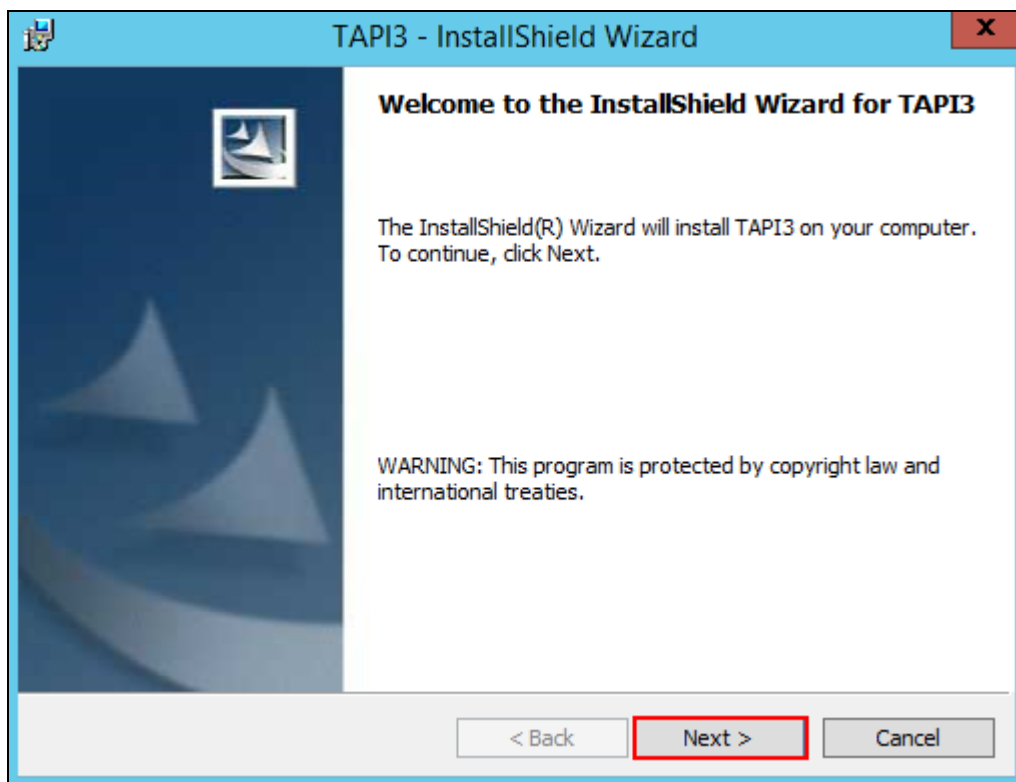 TAPI3 - InstallShield Wizard
X
Welcome to the InstallShield Wizard for TAPI3
The InstallShield(R) Wizard will install TAPI3 on your computer.
To continue, click Next.
WARNING: This program is protected by copyright law and
international treaties.
< Back Next > Cancel